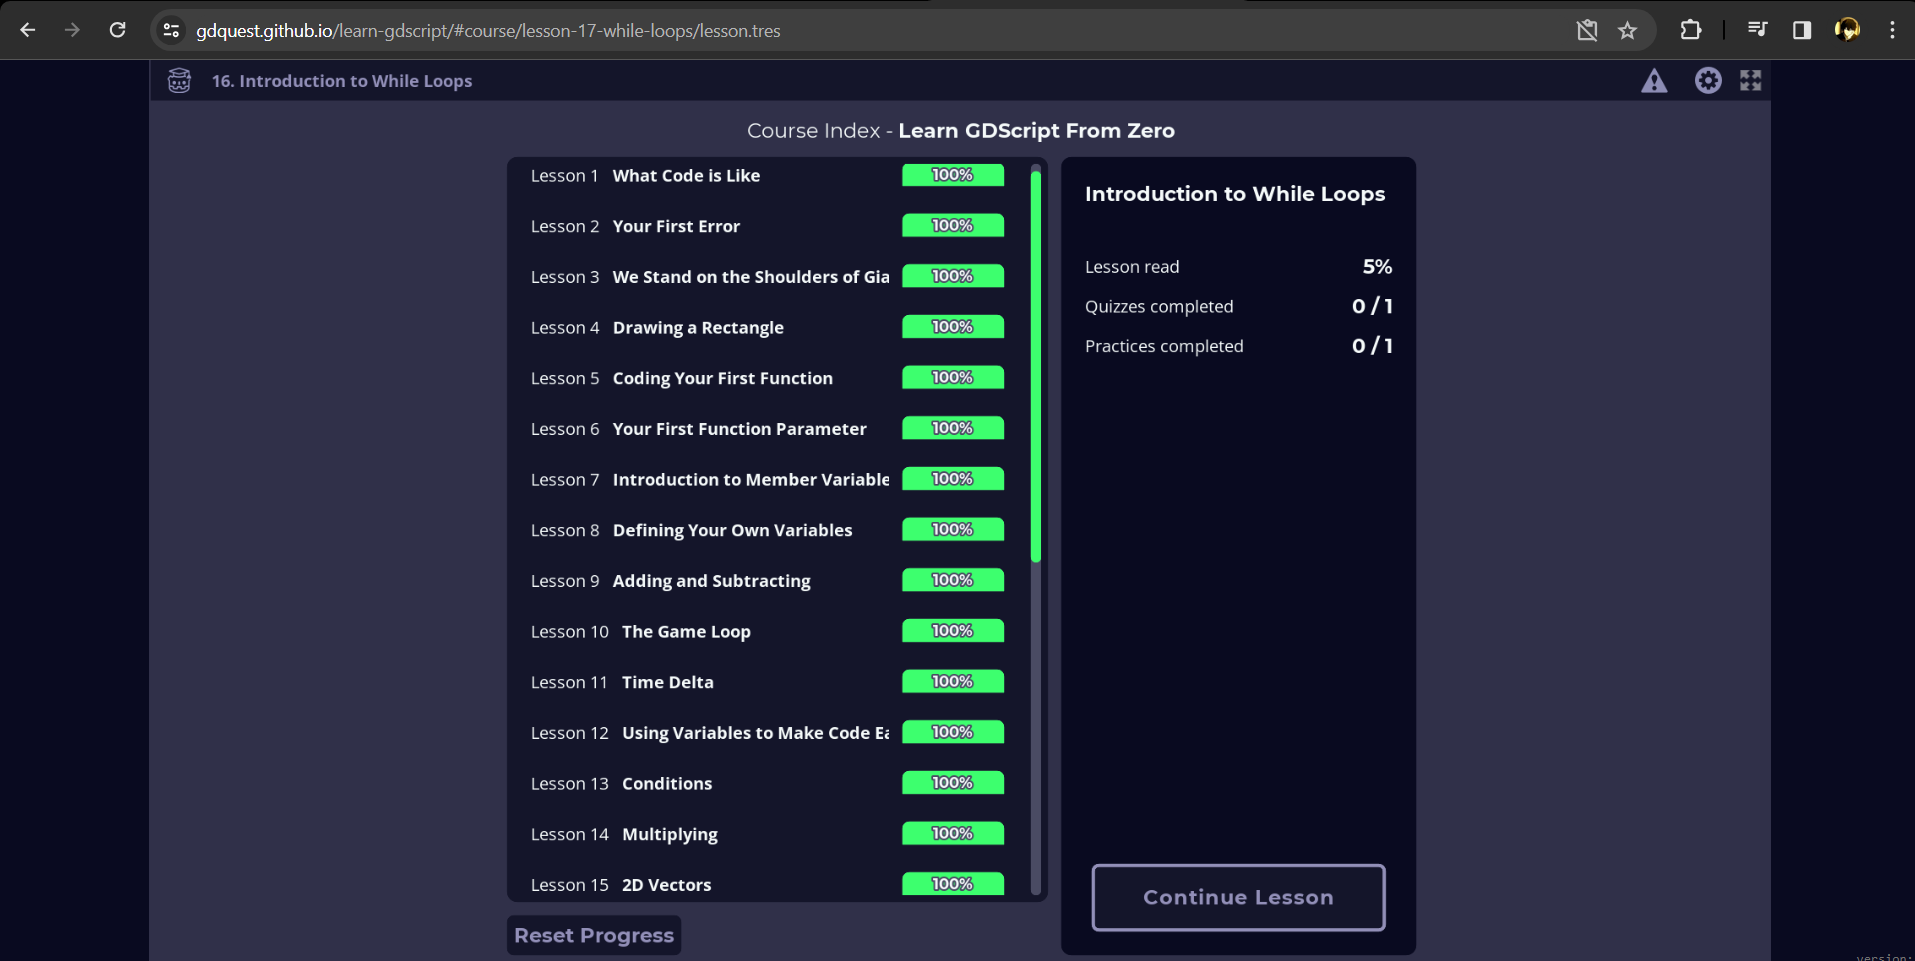 gdquest.github.io/learn-gdscript/#course/lesson-17-while-loops/lesson.tres
16. Introduction to While Loops
Course Index - Learn GDScript From Zero
Lesson 1 What Code is Like 100%
Lesson 2 Your First Error 100%
Lesson 3 We Stand on the Shoulders of Gia 100%
Lesson 4 Drawing a Rectangle 100%
Lesson 5 Coding Your First Function 100%
Lesson 6 Your First Function Parameter 100%
Lesson 7 Introduction to Member Variable 100%
Lesson 8 Defining Your Own Variables 100%
Lesson 9 Adding and Subtracting 100%
Lesson 10 The Game Loop 100%
Lesson 11 Time Delta 100%
Lesson 12 Using Variables to Make Code Ea 100%
Lesson 13 Conditions 100%
Lesson 14 Multiplying 100%
Lesson 15 2D Vectors 100%
Reset Progress
Introduction to While Loops
Lesson read 5%
Quizzes completed 0 / 1
Practices completed 0 / 1
Continue Lesson
version: